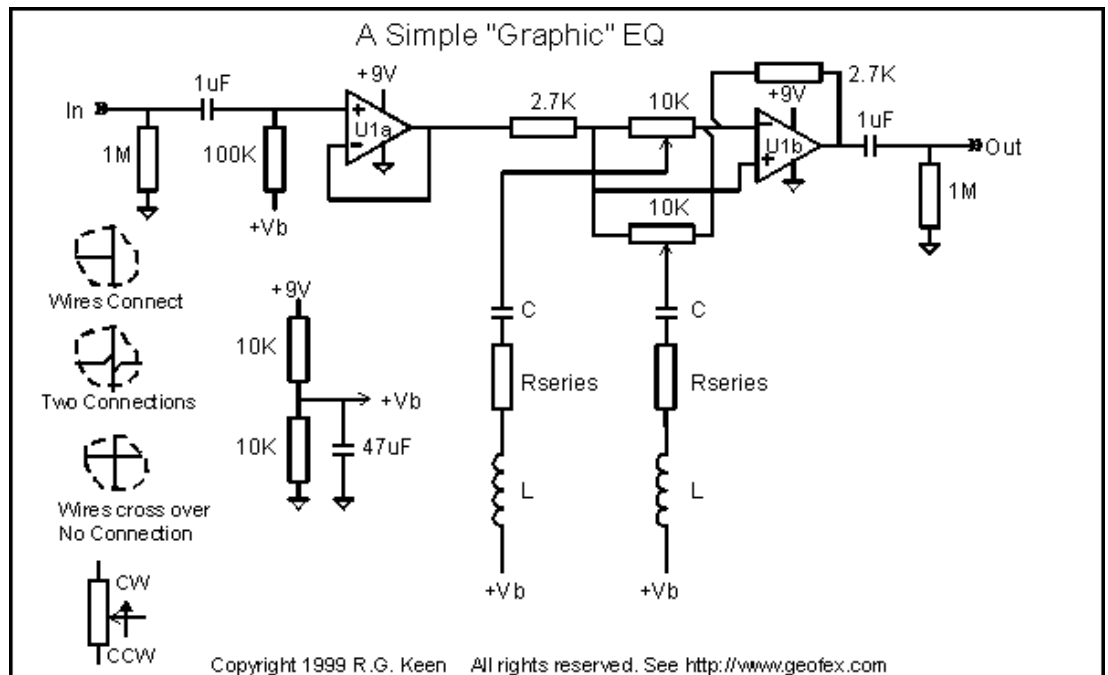 A Simple "Graphic" EQ
+9V
2.7K
1uF
+9V
In
2.7K
10K
1uF
+
U1a
-
-
U1b
+
Out
1M
100K
10K
1M
+Vb
Wires Connect
+9V
C
C
10K
Rseries
Rseries
Two Connections
+Vb
10K
47uF
L
L
Wires cross over
No Connection
+Vb
+Vb
CW
CCW
Copyright 1999 R.G. Keen All rights reserved. See http://www.geofex.com